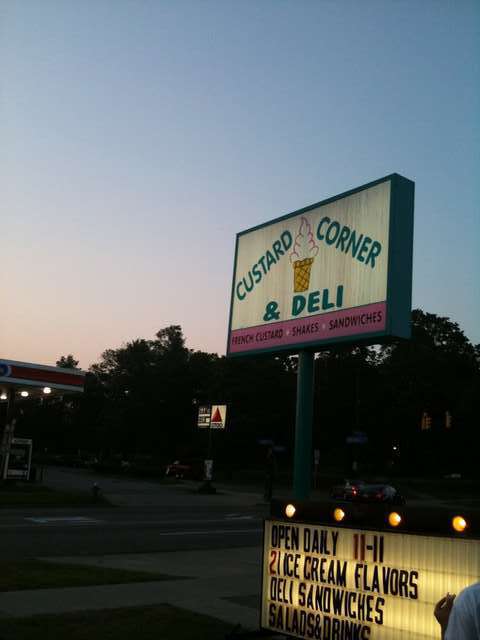 CUSTARD CORNER
& DELI
FRENCH CUSTARD • SHAKES • SANDWICHES
CITGO
OPEN DAILY 11-11
21 ICE CREAM FLAVORS
DELI SANDWICHES
SALADS&DRINKS